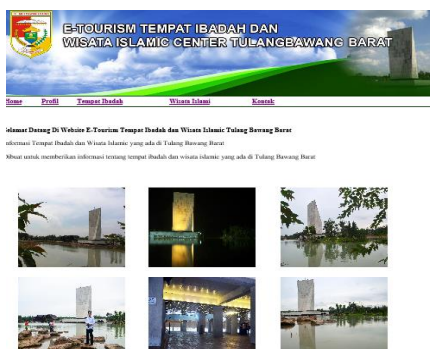 E-TOURISM TEMPAT IBADAH DAN
WISATA ISLAMIC CENTER TULANGBAWANG BARAT
Home Profil Tempat Ibadah Wisata Islami Kontak
Selamat Datang Di Website E-Tourism Tempat Ibadah dan Wisata Islamic Tulang Bawang Barat
nformasi Tempat Ibadah dan Wisata Islamic yang ada di Tulang Bawang Barat
Dibuat untuk memberikan informasi tentang tempat ibadah dan wisata islamic yang ada di Tulang Bawang Barat